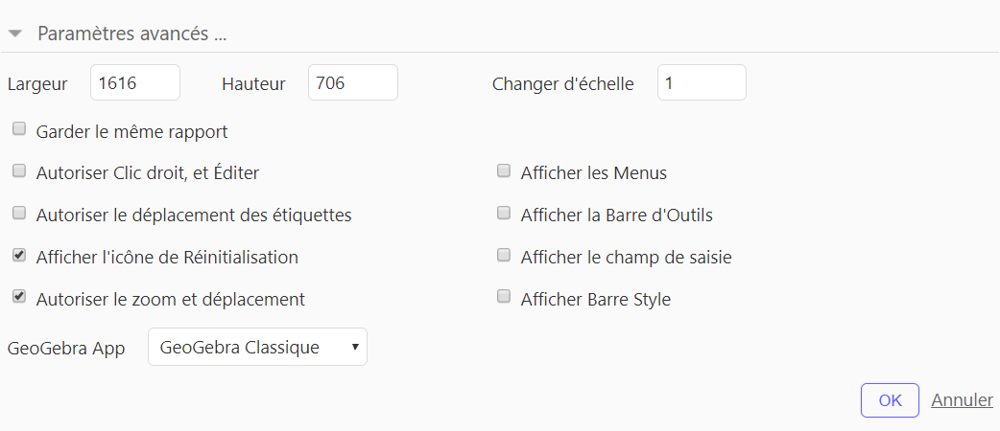 Paramètres avancés ...
Largeur 1616 Hauteur 706 Changer d'échelle 1
Garder le même rapport
Autoriser Clic droit, et Éditer Afficher les Menus
Autoriser le déplacement des étiquettes Afficher la Barre d'Outils
Afficher l'icône de Réinitialisation Afficher le champ de saisie
Autoriser le zoom et déplacement Afficher Barre Style
GeoGebra App GeoGebra Classique
OK Annuler